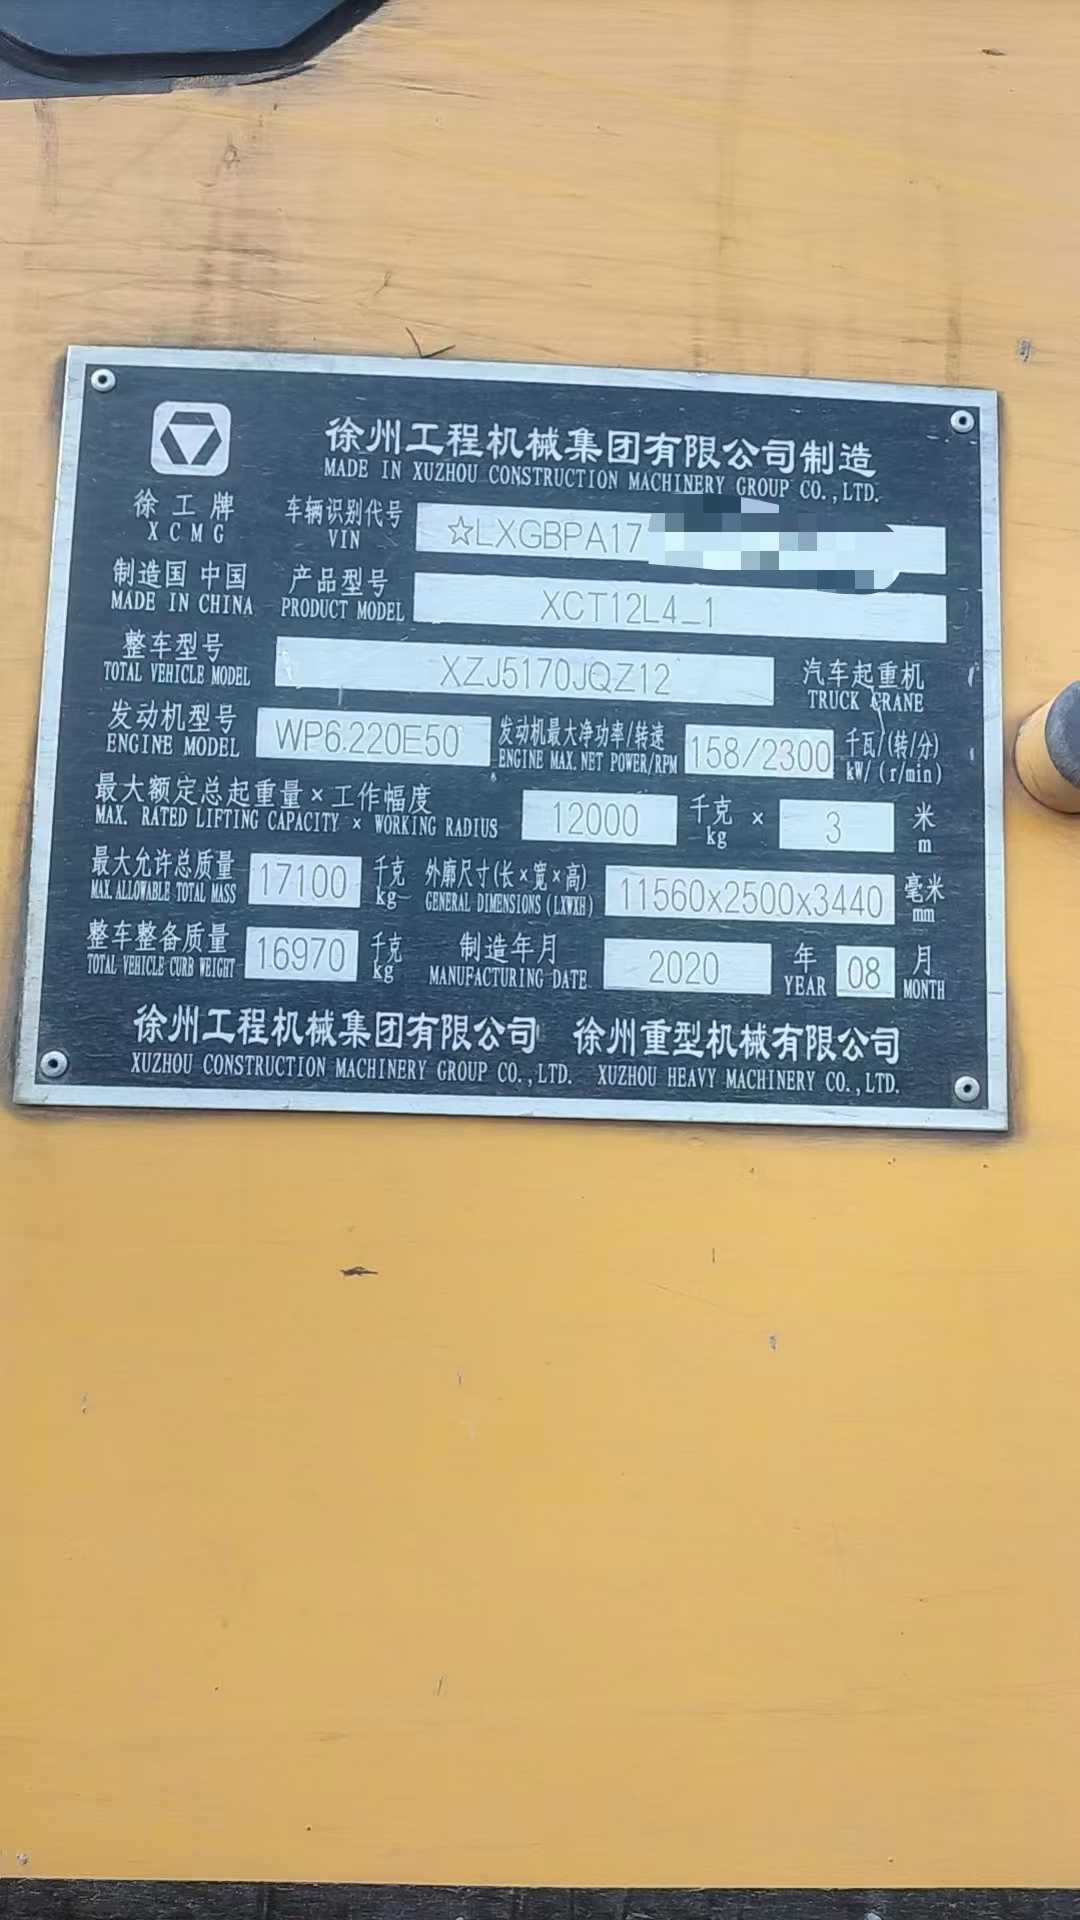 徐州工程机械集团有限公司制造
MADE IN XUZHOU CONSTRUCTION MACHINERY GROUP CO.,LTD.
徐工牌
XCMG
车辆识别代号
VIN
☆LXGBPA17
制造国 中国
MADE IN CHINA
产品型号
PRODUCT MODEL
XCT12L4_1
整车型号
TOTAL VEHICLE MODEL
XZJ5170JQZ12
汽车起重机
TRUCK CRANE
发动机型号
ENGINE MODEL
WP6.220E50
发动机最大净功率/转速
ENGINE MAX.NET POWER/RPM
158/2300
千瓦/(转/分)
kW/(r/min)
最大额定总起重量×工作幅度
MAX. RATED LIFTING CAPACITY × WORKING RADIUS
12000
千克
kg
×
3
米
m
最大允许总质量
MAX.ALLOWABLE TOTAL MASS
17100
千克
kg
外廓尺寸(长×宽×高)
GENERAL DIMENSIONS(LXWXH)
11560x2500x3440
毫米
mm
整车整备质量
TOTAL VEHICLE CURB WEIGHT
16970
千克
kg
制造年月
MANUFACTURING DATE
2020
年
YEAR
08
月
MONTH
徐州工程机械集团有限公司 徐州重型机械有限公司
XUZHOU CONSTRUCTION MACHINERY GROUP CO.,LTD. XUZHOU HEAVY MACHINERY CO.,LTD.